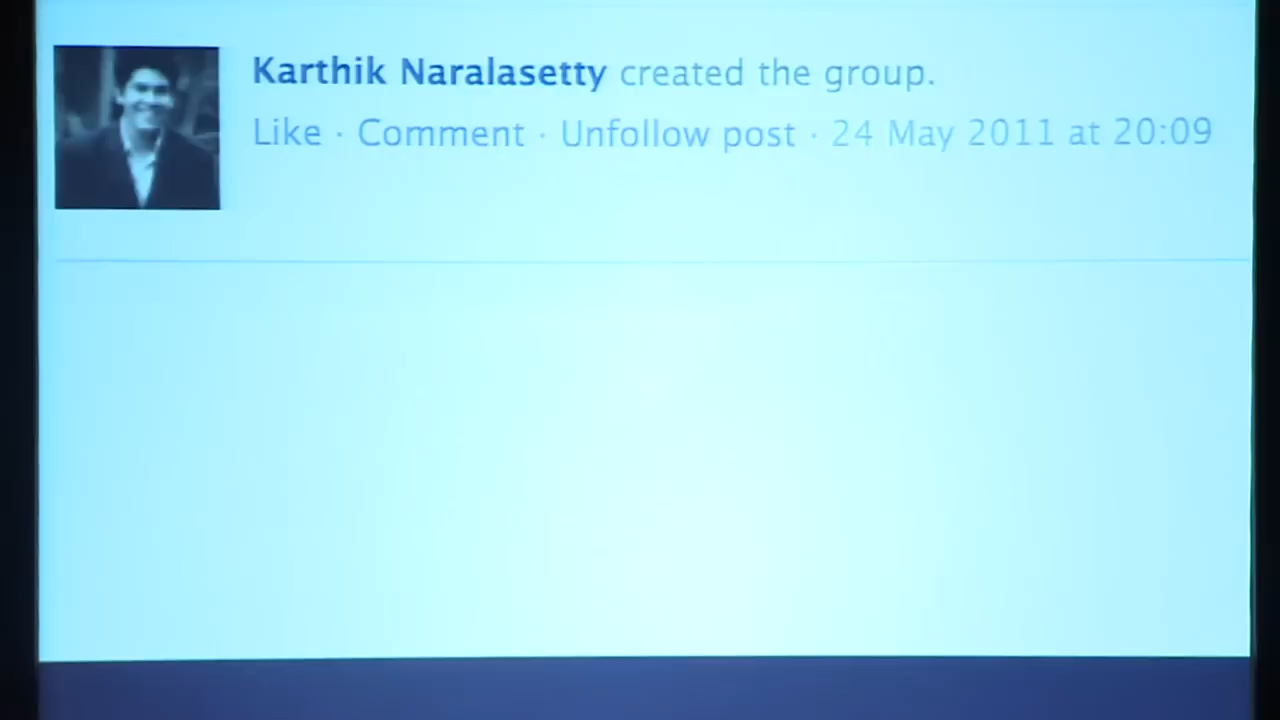 Karthik Naralasetty created the group.
Like · Comment · Unfollow post · 24 May 2011 at 20:09